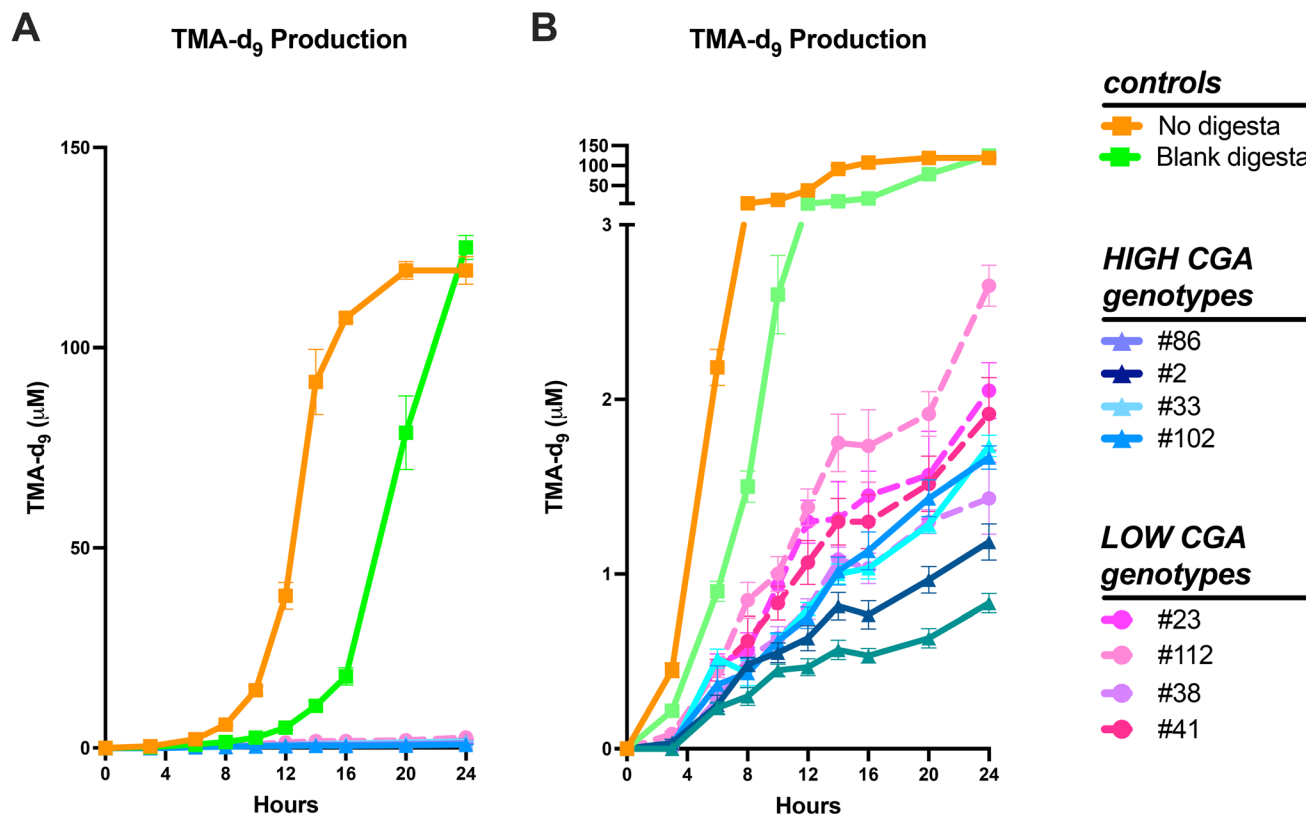 A
TMA-d9 Production
150
100
50
0
TMA-d9 (μM)
0 4 8 12 16 20 24
Hours
B
TMA-d9 Production
150
100
50
3
2
1
0
TMA-d9 (μM)
0 4 8 12 16 20 24
Hours
controls
No digesta
Blank digesta
HIGH CGA
genotypes
#86
#2
#33
#102
LOW CGA
genotypes
#23
#112
#38
#41